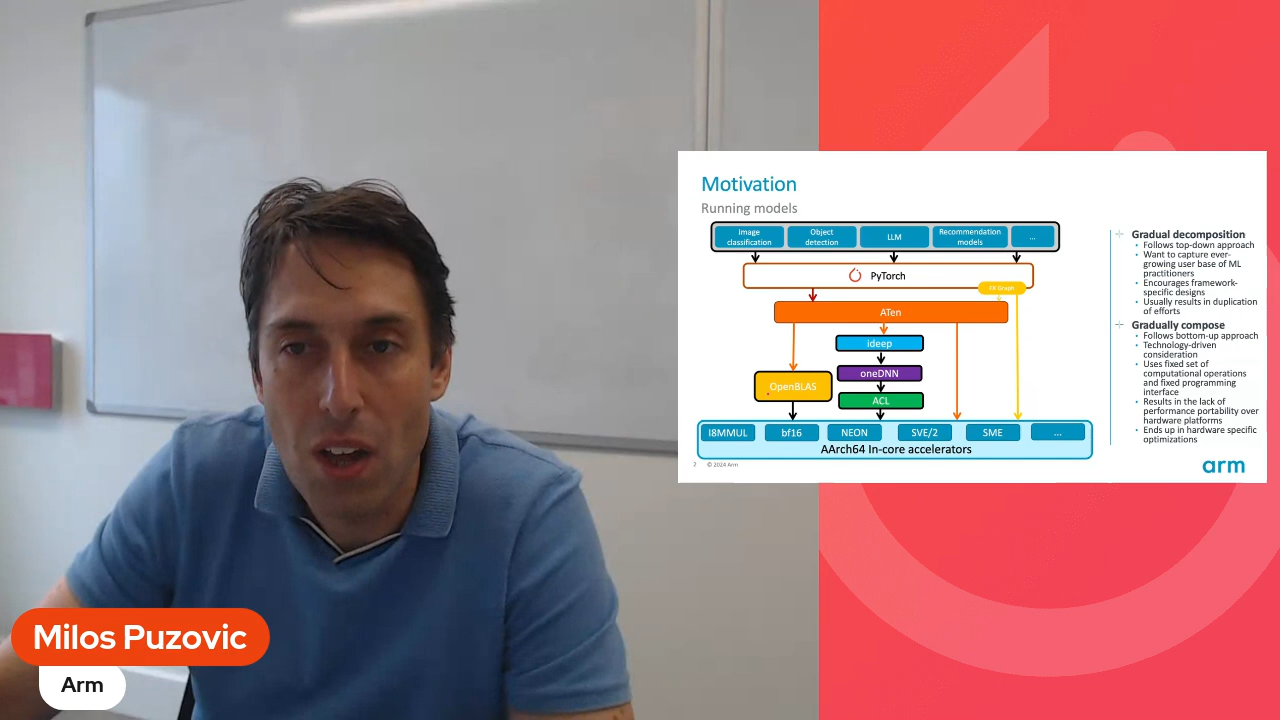 Motivation
Running models
Image
classification
Object
detection
LLM
Recommendation
models
...
PyTorch
FX Graph
ATen
ideep
oneDNN
OpenBLAS
ACL
I8MMUL
bf16
NEON
SVE/2
SME
...
AArch64 In-core accelerators
2 © 2024 Arm
Gradual decomposition
• Follows top-down approach
• Want to capture ever-
growing user base of ML
practitioners
• Encourages framework-
specific designs
• Usually results in duplication
of efforts
Gradually compose
• Follows bottom-up approach
• Technology-driven
consideration
• Uses fixed set of
computational operations
and fixed programming
interface
• Results in the lack of
performance portability over
hardware platforms
• Ends up in hardware specific
optimizations
arm
Milos Puzovic
Arm